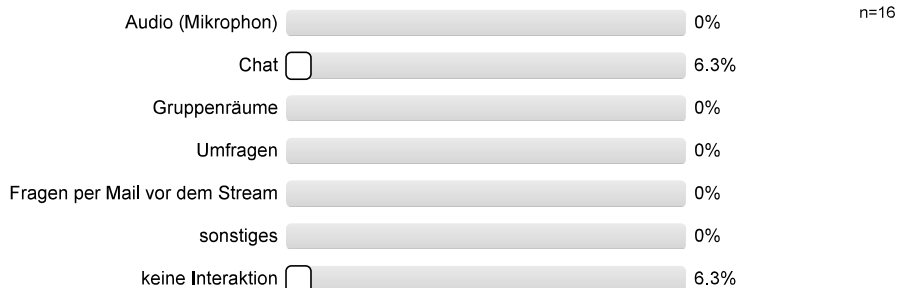 Audio (Mikrophon) 0% n=16
Chat 6.3%
Gruppenräume 0%
Umfragen 0%
Fragen per Mail vor dem Stream 0%
sonstiges 0%
keine Interaktion 6.3%